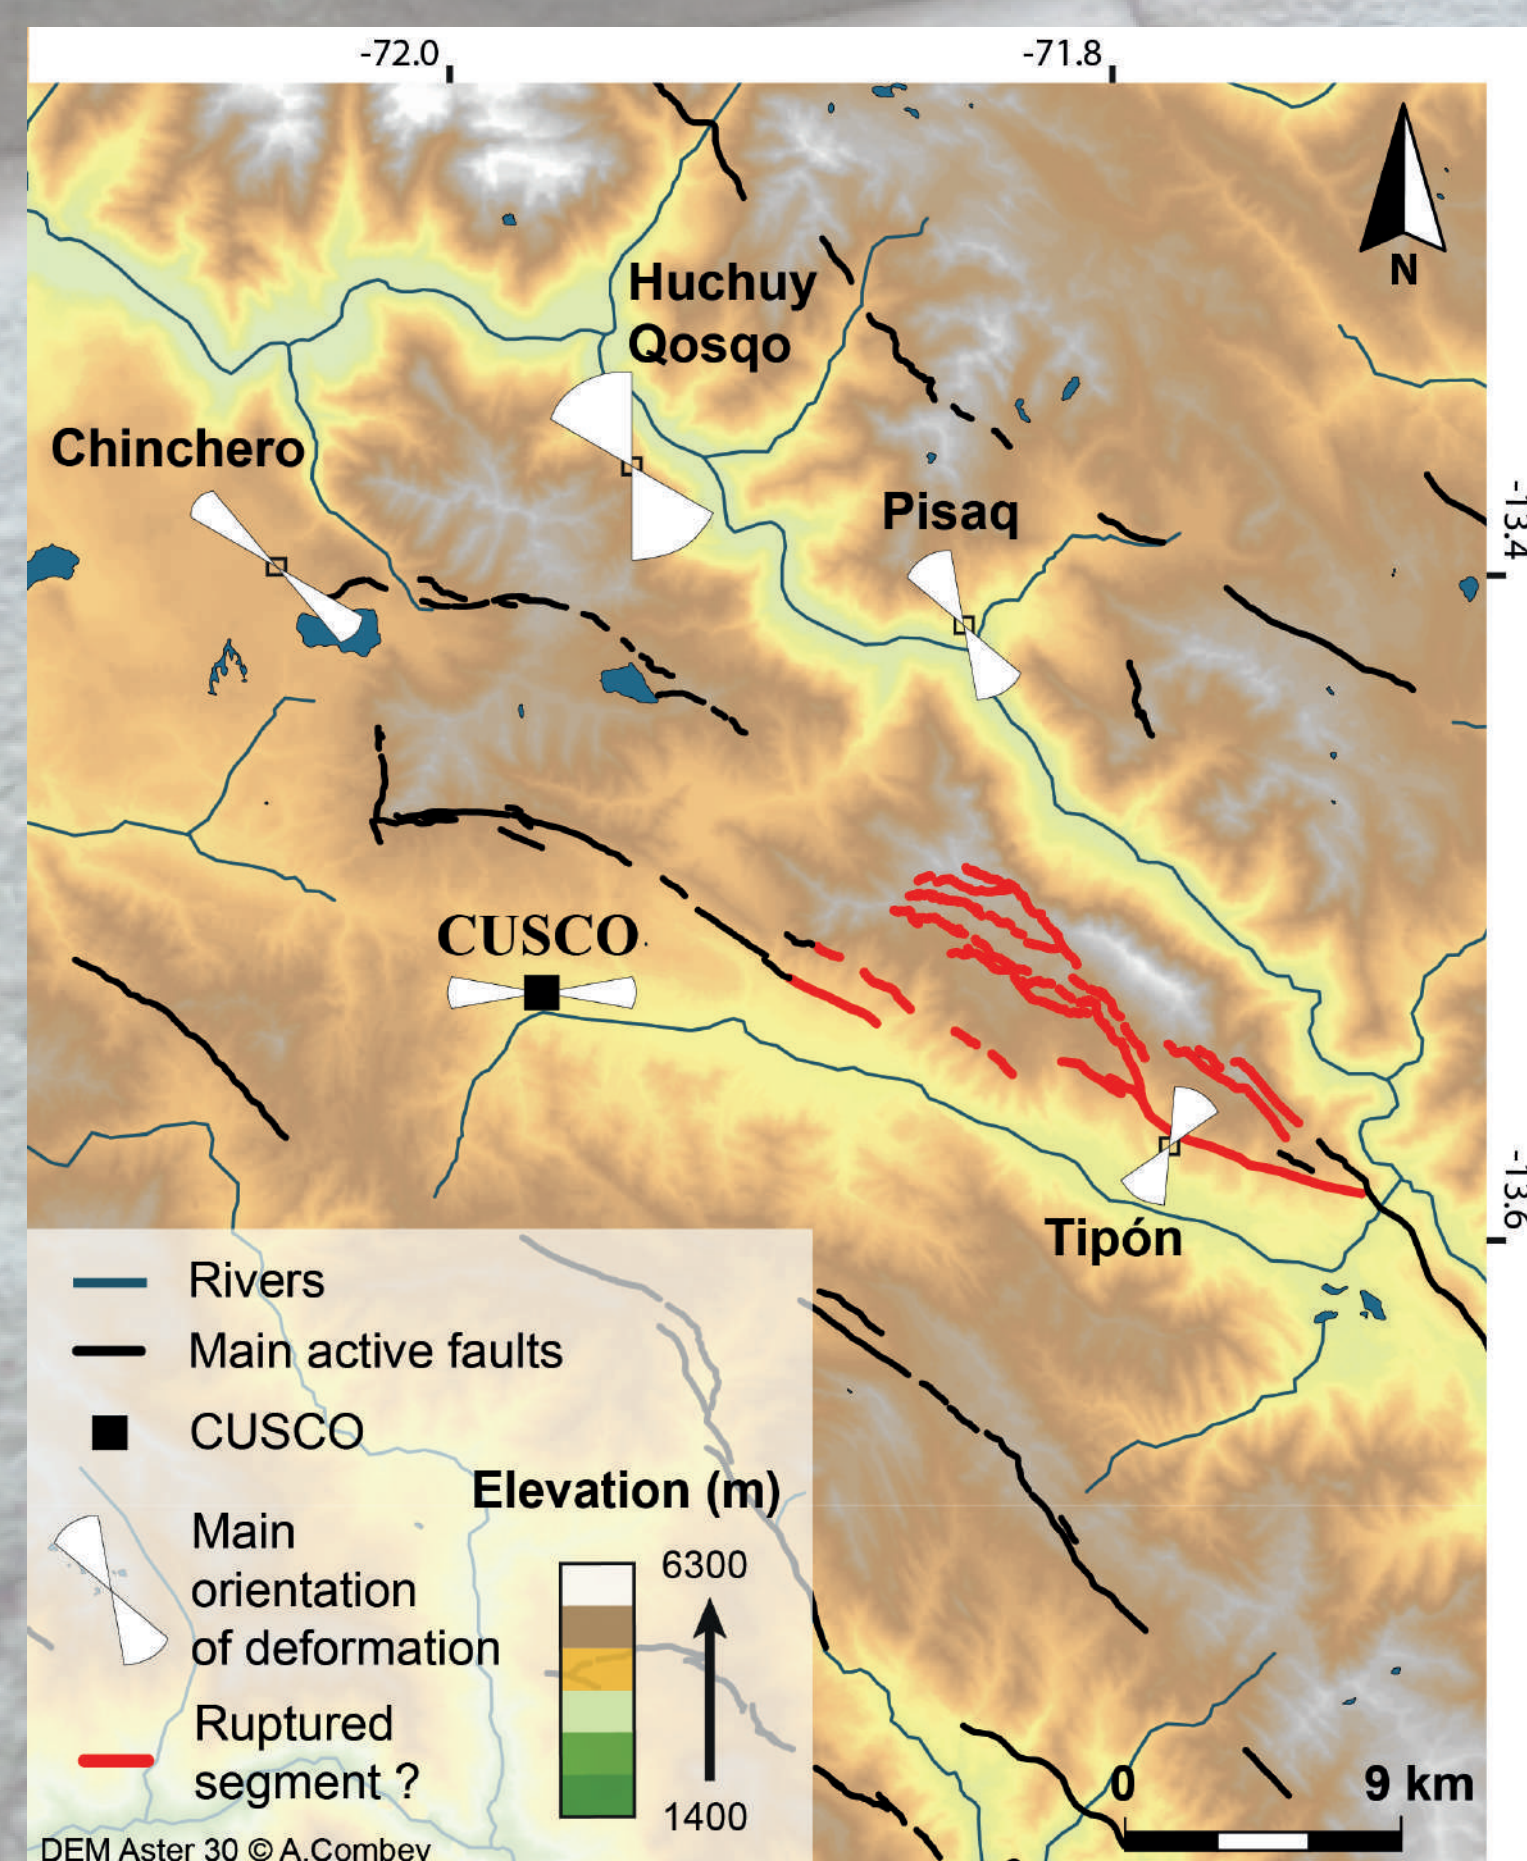 -72.0
-71.8
N
Huchuy
Qosqo
Chinchero
Pisaq
-13.4
CUSCO
-13.6
Tipón
Rivers
Main active faults
CUSCO
Elevation (m)
Main
orientation
of deformation
6300
Ruptured
segment ?
1400
0
9 km
DEM Aster 30 © A.Combey